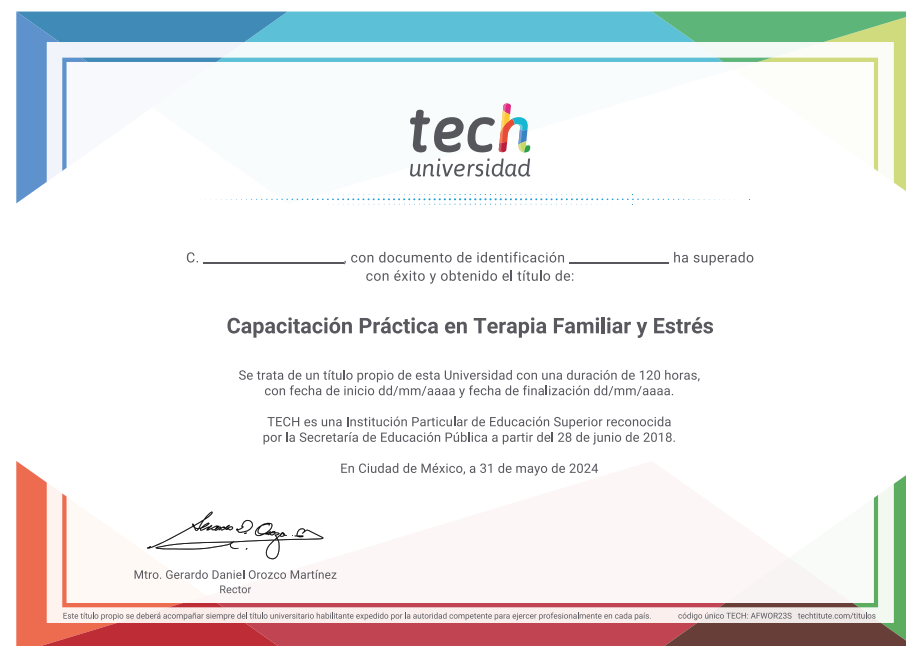 tech
universidad
C. ____________, con documento de identificación ____________ ha superado
con éxito y obtenido el título de:
Capacitación Práctica en Terapia Familiar y Estrés
Se trata de un título propio de esta Universidad con una duración de 120 horas,
con fecha de inicio dd/mm/aaaa y fecha de finalización dd/mm/aaaa.
TECH es una Institución Particular de Educación Superior reconocida
por la Secretaría de Educación Pública a partir del 28 de junio de 2018.
En Ciudad de México, a 31 de mayo de 2024
Mtro. Gerardo Daniel Orozco Martínez
Rector
Este título propio se deberá acompañar siempre del título universitario habilitante expedido por la autoridad competente para ejercer profesionalmente en cada país. código único TECH: AFWOR23S techtitute.com/titulos